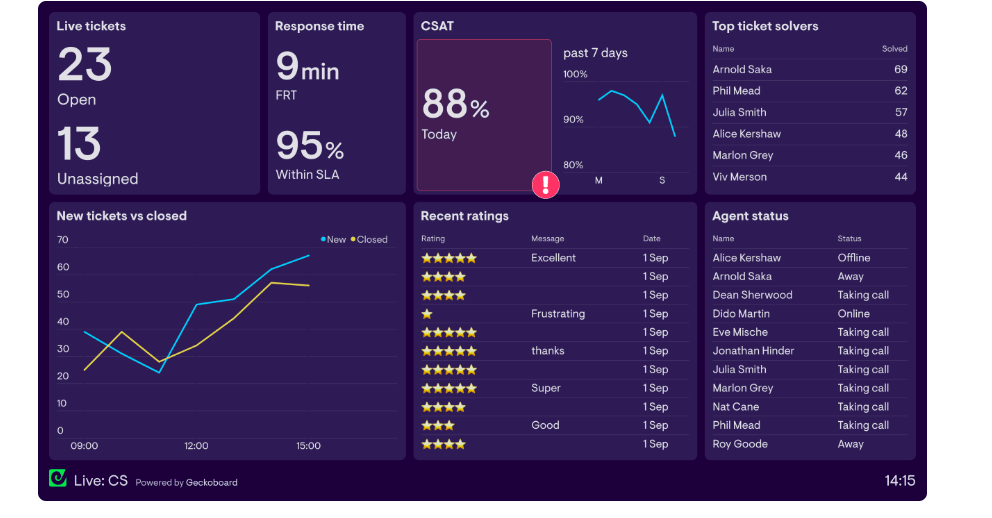 Live tickets
23
Open
13
Unassigned
Response time
9min
FRT
95%
Within SLA
CSAT
88%
Today
!
past 7 days
100%
90%
80%
M S
Top ticket solvers
Name Solved
Arnold Saka 69
Phil Mead 62
Julia Smith 57
Alice Kershaw 48
Marlon Grey 46
Viv Merson 44
New tickets vs closed
New Closed
70
60
50
40
30
20
10
0
09:00 12:00 15:00
Recent ratings
Rating Message Date
Excellent 1 Sep
1 Sep
1 Sep
Frustrating 1 Sep
1 Sep
thanks 1 Sep
1 Sep
Super 1 Sep
1 Sep
Good 1 Sep
1 Sep
Agent status
Name Status
Alice Kershaw Offline
Arnold Saka Away
Dean Sherwood Taking call
Dido Martin Online
Eve Mische Taking call
Jonathan Hinder Taking call
Julia Smith Taking call
Marlon Grey Taking call
Nat Cane Taking call
Phil Mead Taking call
Roy Goode Away
Live: CS Powered by Geckoboard
14:15